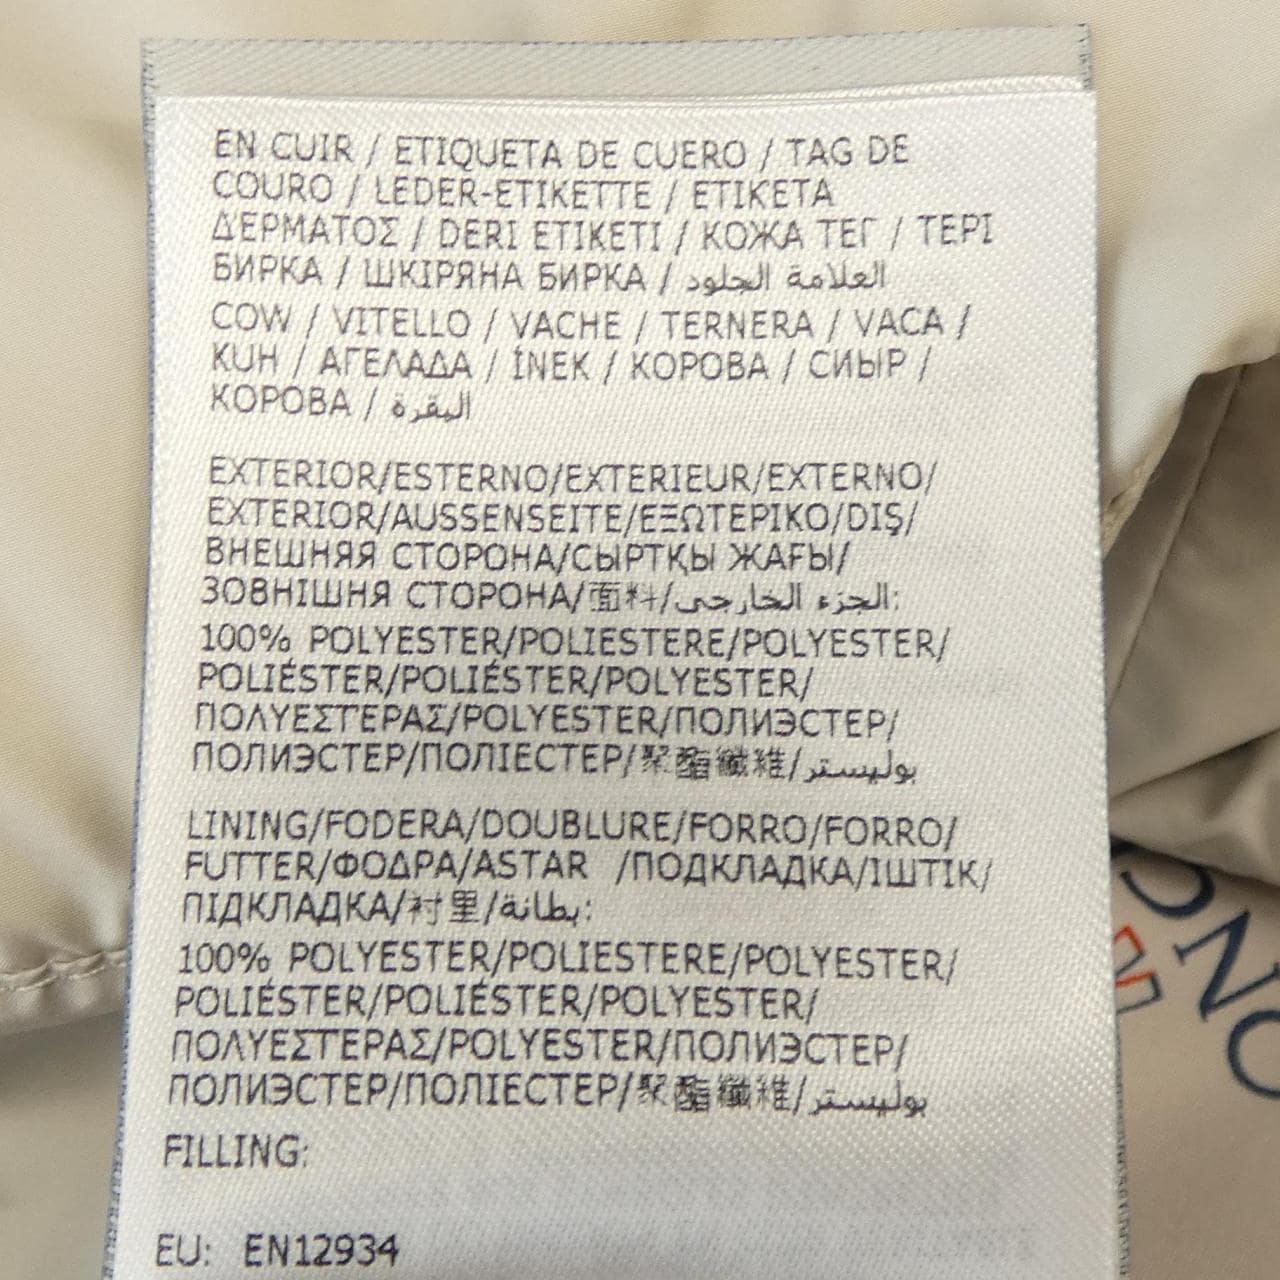 EN CUIR / ETIQUETA DE CUERO / TAG DE
COURO / LEDER-ETIKETTE / ETIKETA
ΔΕΡΜΑΤΟΣ / DERI ETIKETI / КОЖА ТЕГ / ТЕРІ
БИРКА / ШКІРЯНА БИРКА / العلامة الجلود
COW / VITELLO / VACHE / TERNERA / VACA /
KUH / ΑΓΕΛΑΔΑ / İNEK / КОРОВА / СИЫР /
КОРОВА / البقرة
EXTERIOR/ESTERNO/EXTERIEUR/EXTERNO/
EXTERIOR/AUSSENSEITE/ΕΞΩΤΕΡΙΚΟ/DIŞ/
ВНЕШНЯЯ СТОРОНА/СЫРТҚЫ ЖАҒЫ/
ЗОВНІШНЯ СТОРОНА/面料/الجزء الخارجي:
100% POLYESTER/POLIESTERE/POLYESTER/
POLIÉSTER/POLIÉSTER/POLYESTER/
ΠΟΛΥΕΣΤΕΡΑΣ/POLYESTER/ПОЛИЭСТЕР/
ПОЛИЭСТЕР/ПОЛІЕСТЕР/聚酯纖維/بوليستر
LINING/FODERA/DOUBLURE/FORRO/FORRO/
FUTTER/ΦΟΔΡΑ/ASTAR /ПОДКЛАДКА/ІШТІК/
ПІДКЛАДКА/衬里/بطانة:
100% POLYESTER/POLIESTERE/POLYESTER/
POLIÉSTER/POLIÉSTER/POLYESTER/
ΠΟΛΥΕΣΤΕΡΑΣ/POLYESTER/ПОЛИЭСТЕР/
ПОЛИЭСТЕР/ПОЛІЕСТЕР/聚酯纖維/بوليستر
FILLING:
EU: EN12934